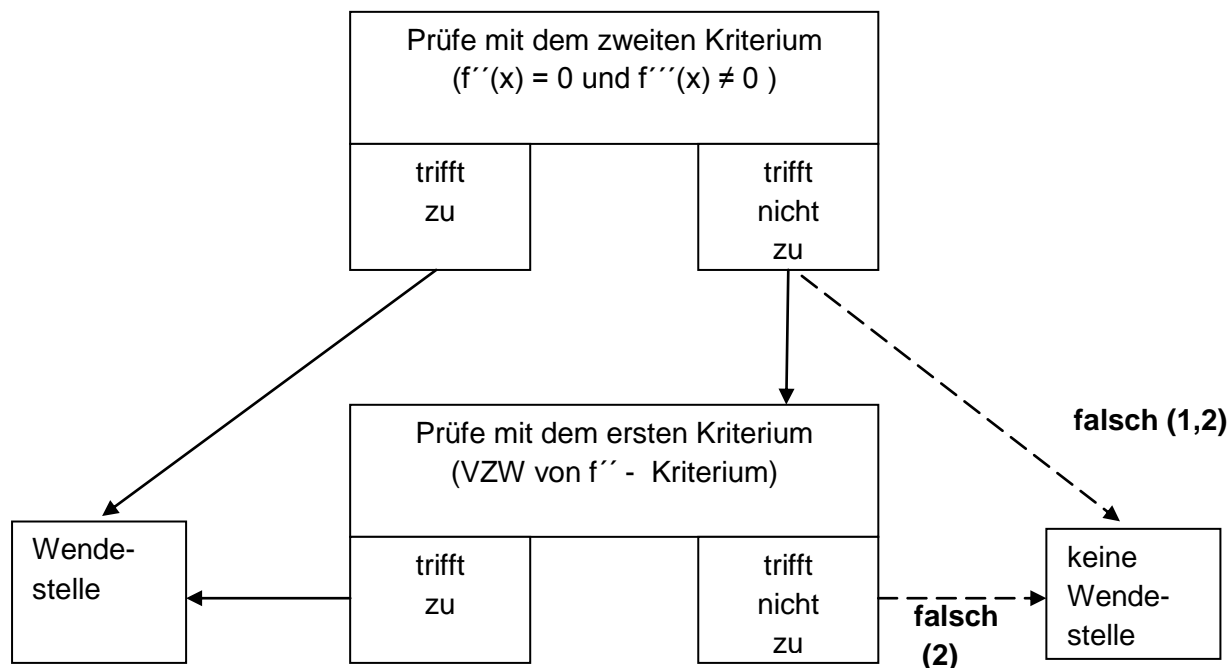 Prüfe mit dem zweiten Kriterium
(f´´(x) = 0 und f´´´(x) ≠ 0 )
trifft
zu
trifft
nicht
zu
falsch (1,2)
Prüfe mit dem ersten Kriterium
(VZW von f´´ - Kriterium)
Wende-
stelle
trifft
zu
trifft
nicht
zu
falsch
(2)
keine
Wende-
stelle